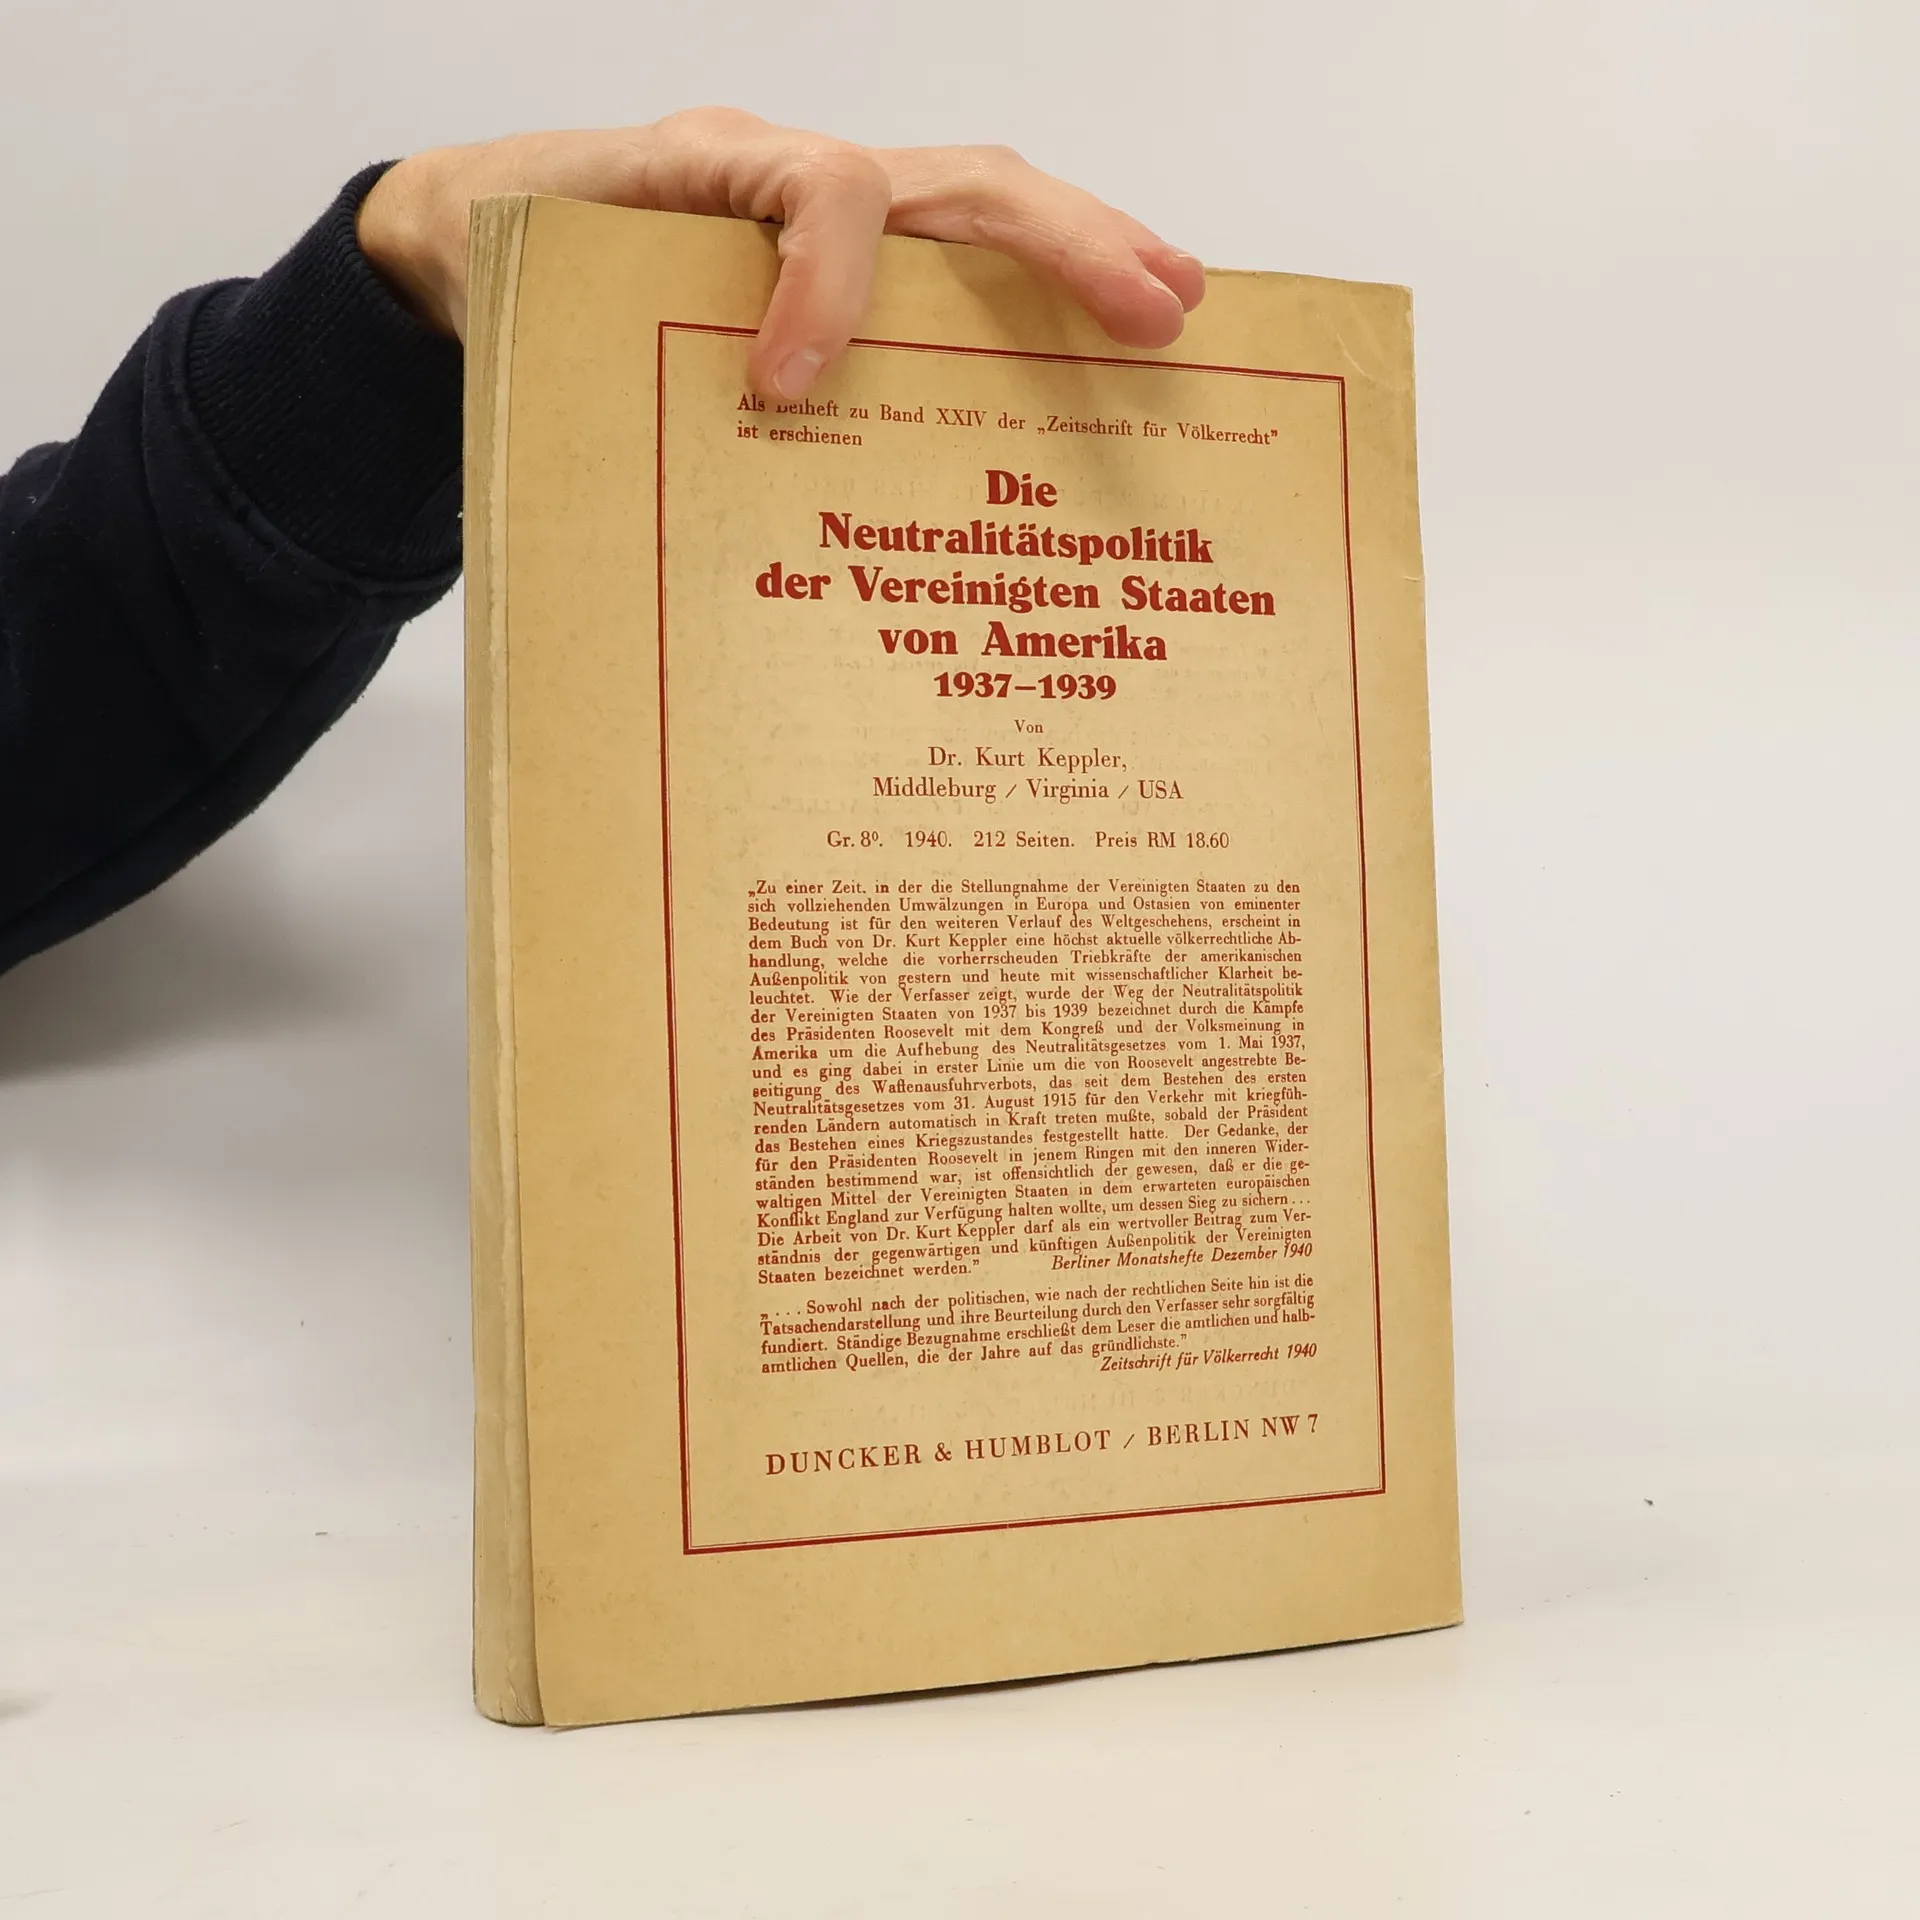 Als Beiheft zu Band XXIV der „Zeitschrift für Völkerrecht”
ist erschienen
Die
Neutralitätspolitik
der Vereinigten Staaten
von Amerika
1937–1939
Von
Dr. Kurt Keppler,
Middleburg / Virginia / USA
Gr. 8⁰. 1940. 212 Seiten. Preis RM 18.60
„Zu einer Zeit, in der die Stellungnahme der Vereinigten Staaten zu den
sich vollziehenden Umwälzungen in Europa und Ostasien von eminenter
Bedeutung ist für den weiteren Verlauf des Weltgeschehens, erscheint in
dem Buch von Dr. Kurt Keppler eine höchst aktuelle völkerrechtliche Ab-
handlung, welche die vorherrscheuden Triebkräfte der amerikanischen
Außenpolitik von gestern und heute mit wissenschaftlicher Klarheit be-
leuchtet. Wie der Verfasser zeigt, wurde der Weg der Neutralitätspolitik
der Vereinigten Staaten von 1937 bis 1939 bezeichnet durch die Kämpfe
des Präsidenten Roosevelt mit dem Kongreß und der Volksmeinung in
Amerika um die Aufhebung des Neutralitätsgesetzes vom 1. Mai 1937,
und es ging dabei in erster Linie um die von Roosevelt angestrebte Be-
seitigung des Waffenausfuhrverbots, das seit dem Bestehen des ersten
Neutralitätsgesetzes vom 31. August 1915 für den Verkehr mit kriegfüh-
renden Ländern automatisch in Kraft treten mußte, sobald der Präsident
das Bestehen eines Kriegszustandes festgestellt hatte. Der Gedanke, der
für den Präsidenten Roosevelt in jenem Ringen mit den inneren Wider-
ständen bestimmend war, ist offensichtlich der gewesen, daß er die ge-
waltigen Mittel der Vereinigten Staaten in dem erwarteten europäischen
Konflikt England zur Verfügung halten wollte, um dessen Sieg zu sichern . . .
Die Arbeit von Dr. Kurt Keppler darf als ein wertvoller Beitrag zum Ver-
ständnis der gegenwärtigen und künftigen Außenpolitik der Vereinigten
Staaten bezeichnet werden.” Berliner Monatshefte Dezember 1940
„ . . . Sowohl nach der politischen, wie nach der rechtlichen Seite hin ist die
Tatsachendarstellung und ihre Beurteilung durch den Verfasser sehr sorgfältig
fundiert. Ständige Bezugnahme erschließt dem Leser die amtlichen und halb-
amtlichen Quellen, die der Jahre auf das gründlichste.”
Zeitschrift für Völkerrecht 1940
DUNCKER & HUMBLOT / BERLIN NW 7